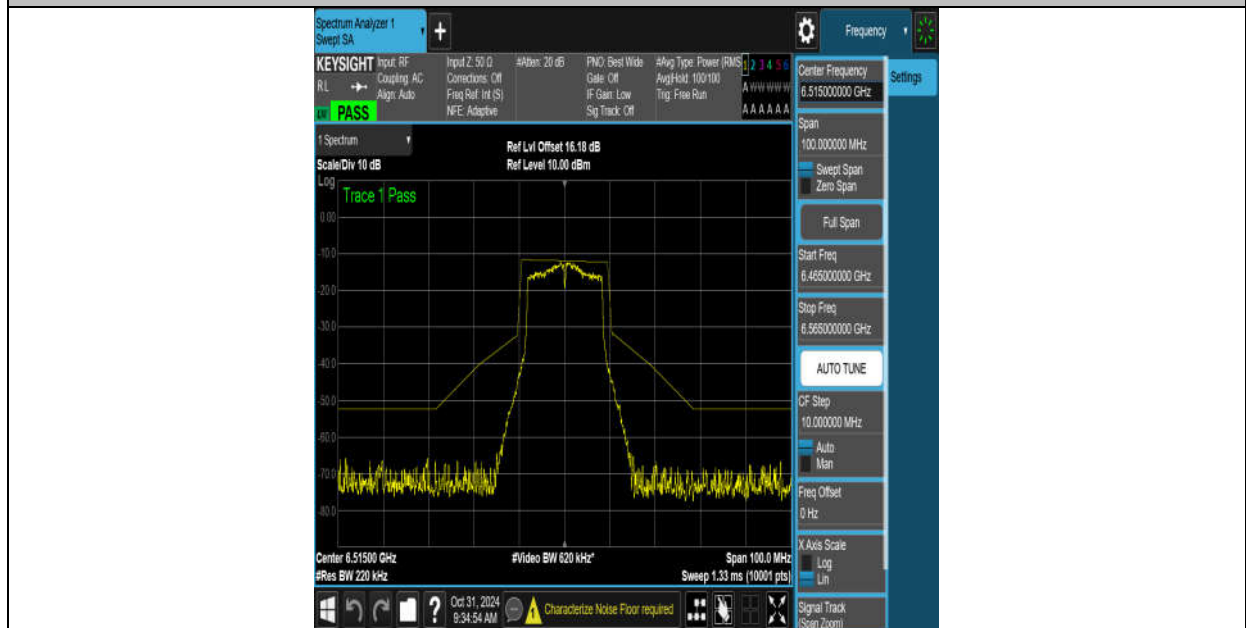 Spectrum Analyzer 1
Swept SA
+
Frequency
KEYSIGHT
RL
PASS
Input: RF
Coupling: AC
Align: Auto
Input Z: 50 Ω
Corrections: Off
Freq Ref: Int (S)
NFE: Adaptive
#Atten: 20 dB
PNO: Best Wide
Gate: Off
IF Gain: Low
Sig Track: Off
#Avg Type: Power (RMS
Avg|Hold: 100/100
Trig: Free Run
1 2 3 4 5 6
A W W W W W
A A A A A A
Center Frequency
6.515000000 GHz
Settings
Span
100.000000 MHz
Swept Span
Zero Span
Full Span
Start Freq
6.465000000 GHz
Stop Freq
6.565000000 GHz
AUTO TUNE
CF Step
10.000000 MHz
Auto
Man
Freq Offset
0 Hz
X Axis Scale
Log
Lin
Signal Track
(Span Zoom)
1 Spectrum
Scale/Div 10 dB
Ref Lvl Offset 16.18 dB
Ref Level 10.00 dBm
Log
Trace 1 Pass
0.00
-10.0
-20.0
-30.0
-40.0
-50.0
-60.0
-70.0
-80.0
Center 6.51500 GHz
#Res BW 220 kHz
#Video BW 620 kHz*
Span 100.0 MHz
Sweep 1.33 ms (10001 pts)
?
Oct 31, 2024
9:34:54 AM
Characterize Noise Floor required